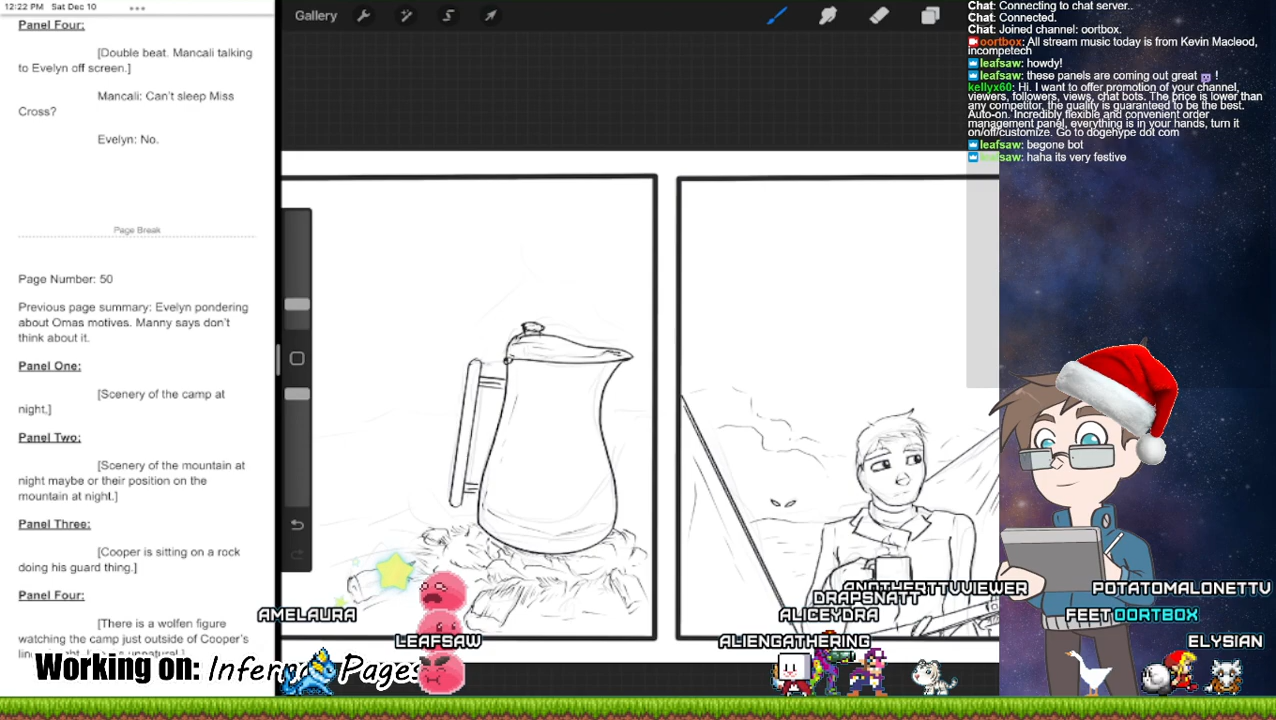 12:22 PM Sat Dec 10
Panel Four:
[Double beat. Mancali talking
to Evelyn off screen.]
Mancali: Can't sleep Miss
Cross?
Evelyn: No.
Page Break
Page Number: 50
Previous page summary: Evelyn pondering
about Omas motives. Manny says don't
think about it.
Panel One:
[Scenery of the camp at
night,]
Panel Two:
[Scenery of the mountain at
night maybe or their position on the
mountain at night.]
Panel Three:
[Cooper is sitting on a rock
doing his guard thing.]
Panel Four:
[There is a wolfen figure
watching the camp just outside of Cooper's
Gallery
Chat: Connecting to chat server..
Chat: Connected.
Chat: Joined channel: oortbox.
oortbox: All stream music today is from Kevin Macleod,
incompetech
leafsaw: howdy!
leafsaw: these panels are coming out great !
kellyx60: Hi. I want to offer promotion of your channel,
viewers, followers, views, chat bots. The price is lower than
any competitor, the quality is guaranteed to be the best.
Auto-on. Incredibly flexible and convenient order
management panel, everything is in your hands, turn it
on/off/customize. Go to dogehype dot com
leafsaw: begone bot
leafsaw: haha its very festive
AMELAURA
LEAFSAW
ANOTHERTTVVIEWER
DRAPSNATT
ALICEYDRA
ALIENGATHERING
POTATOMALONETTV
FEET OORTBOX
ELYSIAN
Working on: Inferno Pages